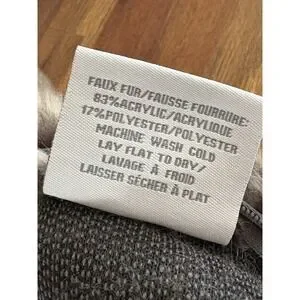 FAUX FUR/FAUSSE FOURRURE:
83%ACRYLIC/ACRYLIQUE
17%POLYESTER/POLYESTER
MACHINE WASH COLD
LAY FLAT TO DRY/
LAVAGE À FROID
LAISSER SÉCHER À PLAT